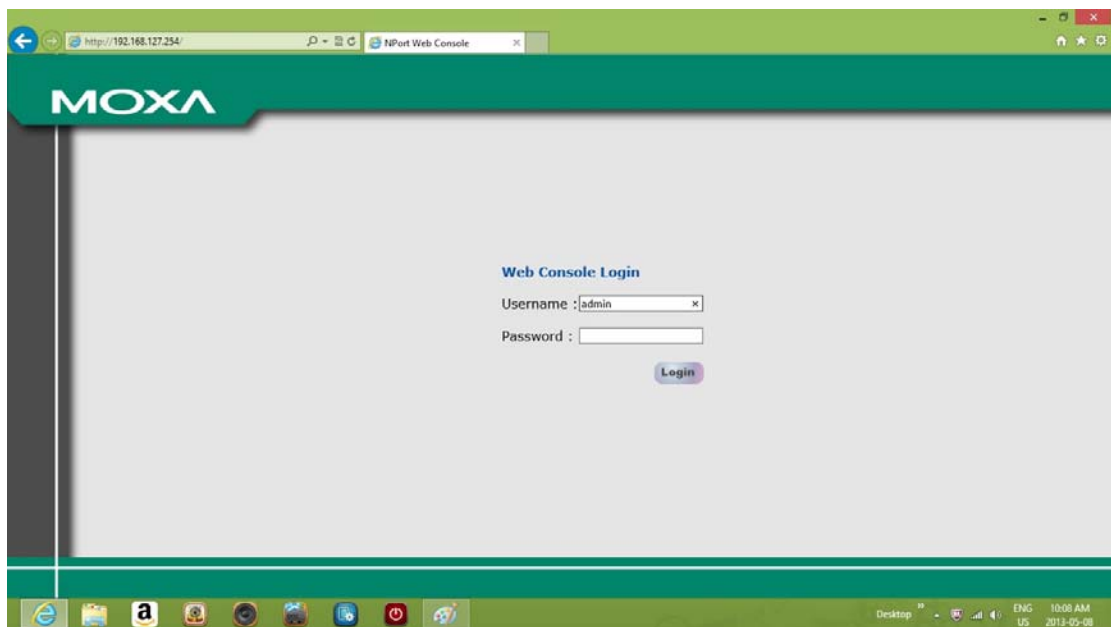 http://192.168.127.254/
NPort Web Console
MOXA
Web Console Login
Username : admin
Password :
Login
a
Desktop
ENG
US
10:08 AM
2013-05-08